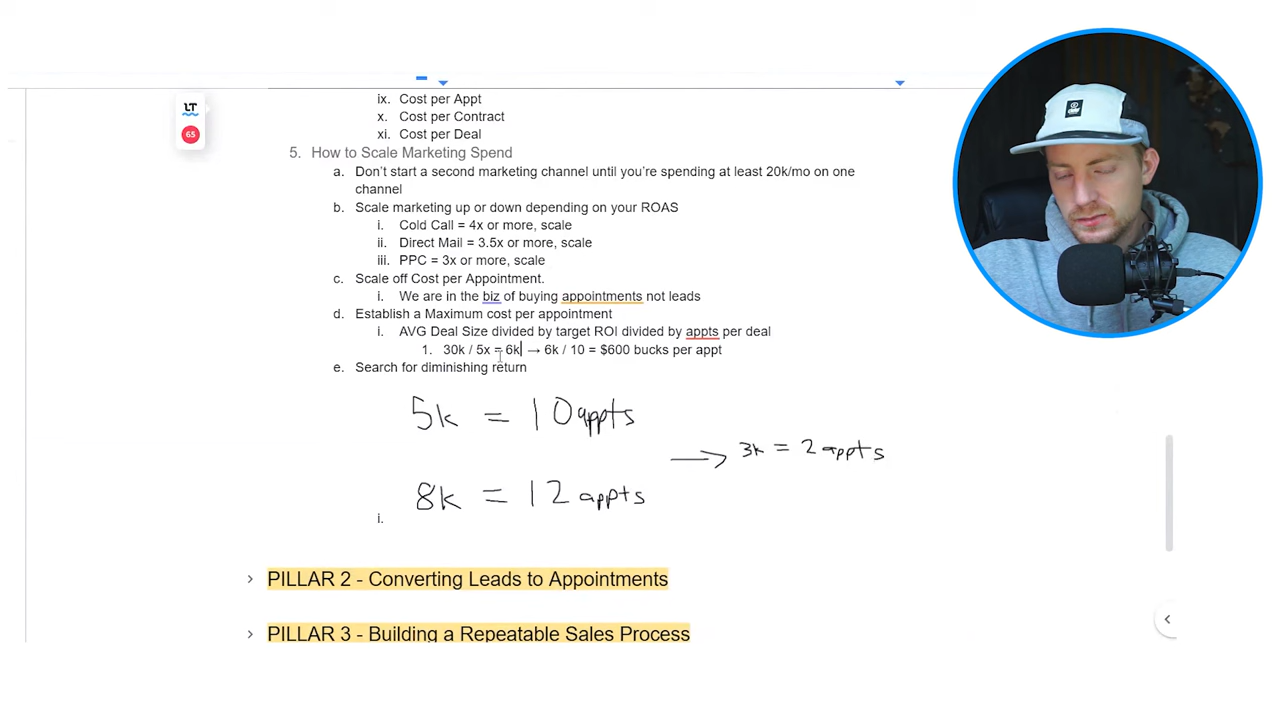 LT
65
ix. Cost per Appt
x. Cost per Contract
xi. Cost per Deal
5. How to Scale Marketing Spend
a. Don't start a second marketing channel until you're spending at least 20k/mo on one
channel
b. Scale marketing up or down depending on your ROAS
i. Cold Call = 4x or more, scale
ii. Direct Mail = 3.5x or more, scale
iii. PPC = 3x or more, scale
c. Scale off Cost per Appointment.
i. We are in the biz of buying appointments not leads
d. Establish a Maximum cost per appointment
i. AVG Deal Size divided by target ROI divided by appts per deal
1. 30k / 5x = 6k → 6k / 10 = $600 bucks per appt
e. Search for diminishing return
5k = 10 appts
→ 3k = 2 appts
8k = 12 appts
i.
PILLAR 2 - Converting Leads to Appointments
PILLAR 3 - Building a Repeatable Sales Process